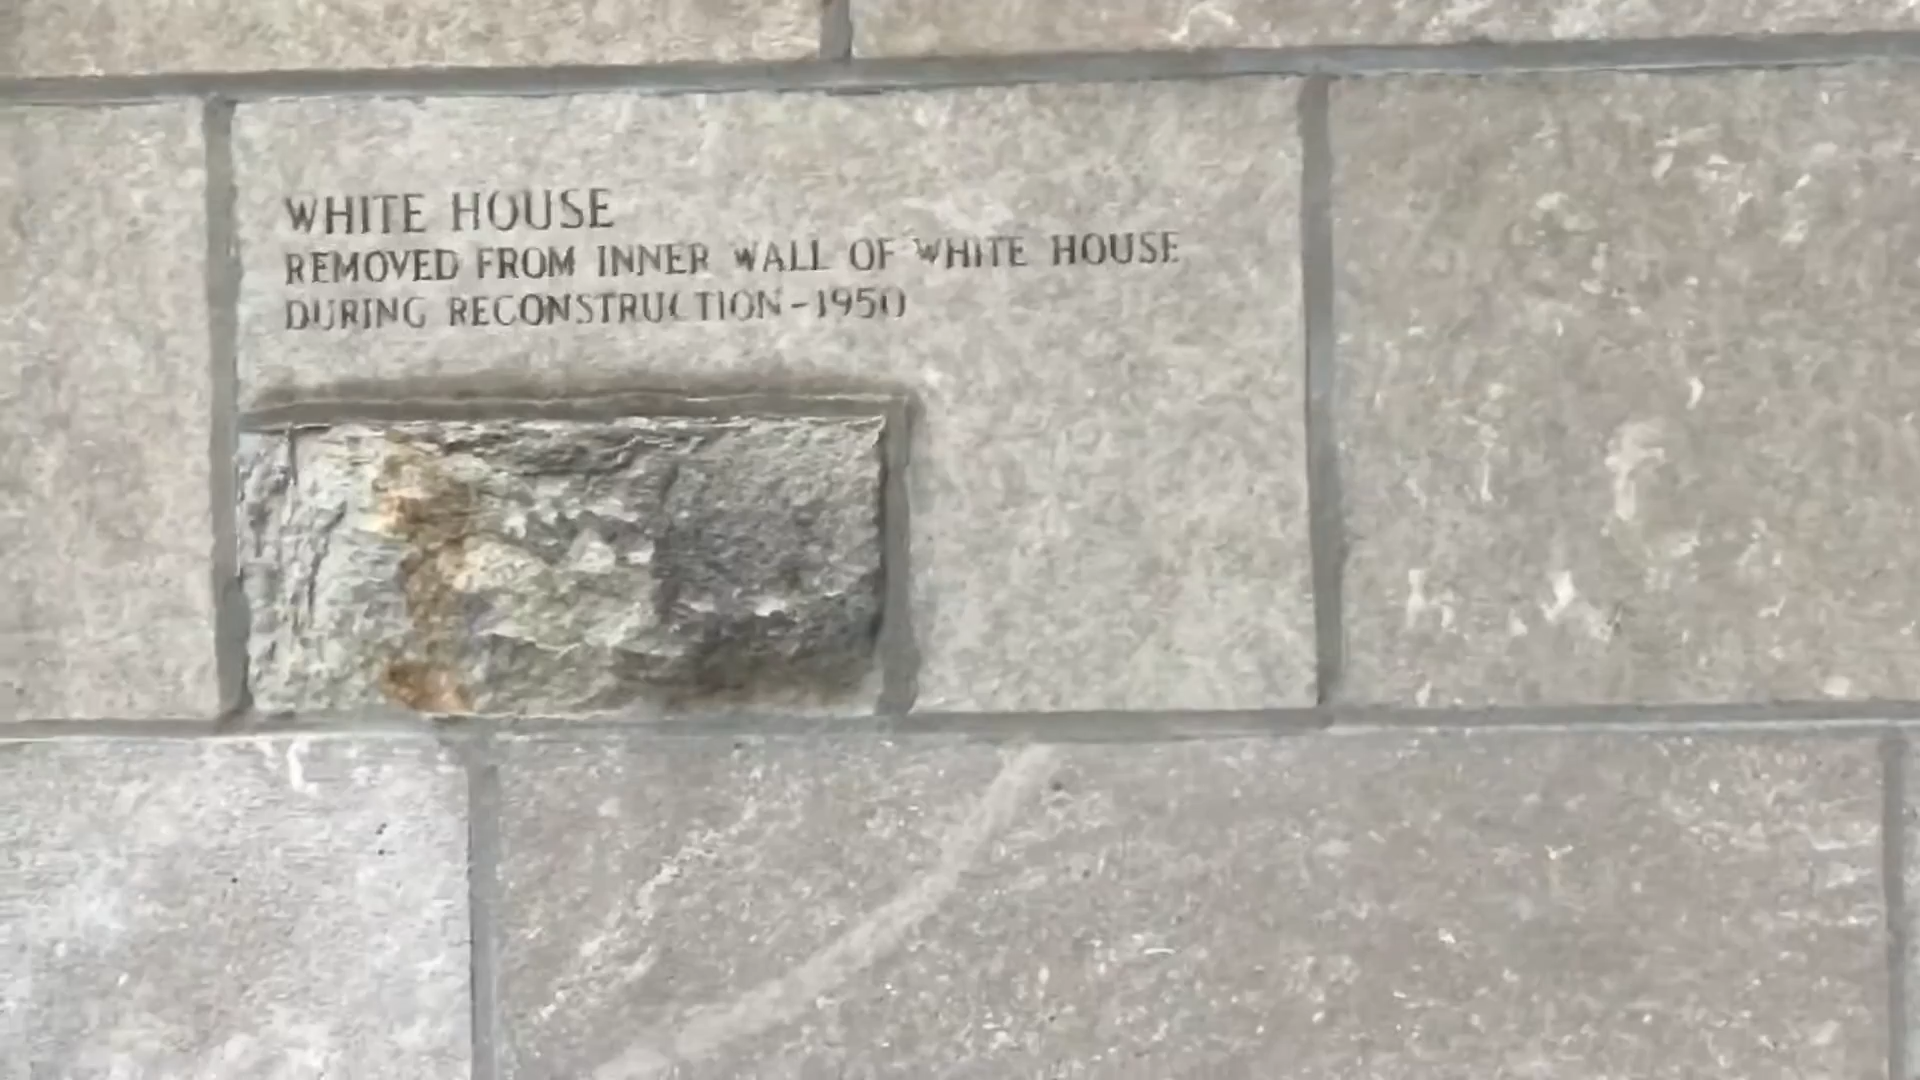 WHITE HOUSE
REMOVED FROM INNER WALL OF WHITE HOUSE
DURING RECONSTRUCTION-1950